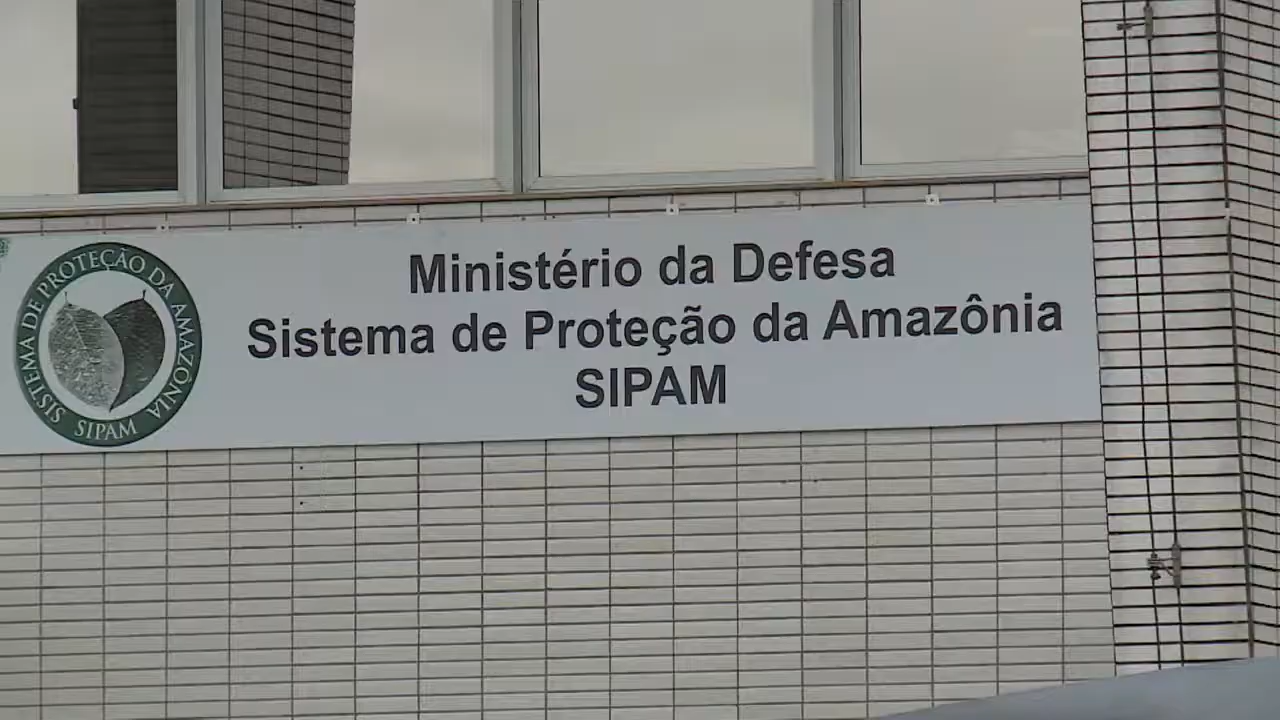 SISTEMA DE PROTEÇÃO DA AMAZÔNIA
SIPAM
Ministério da Defesa
Sistema de Proteção da Amazônia
SIPAM